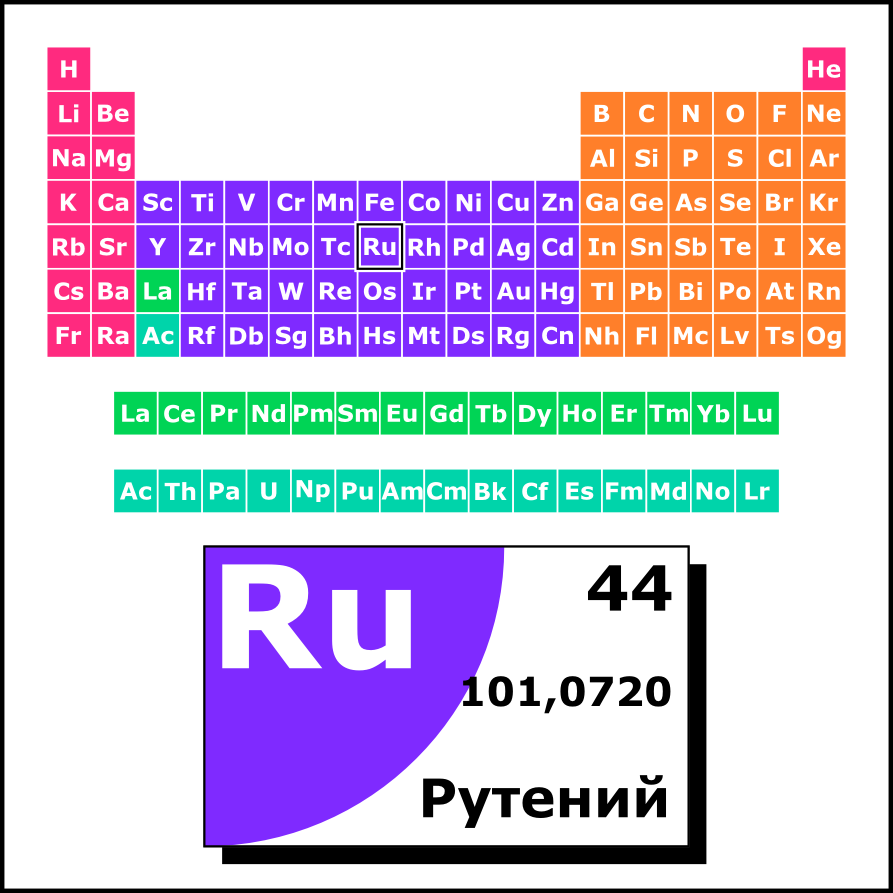 H He
Li Be B C N O F Ne
Na Mg Al Si P S Cl Ar
K Ca Sc Ti V Cr Mn Fe Co Ni Cu Zn Ga Ge As Se Br Kr
Rb Sr Y Zr Nb Mo Tc Ru Rh Pd Ag Cd In Sn Sb Te I Xe
Cs Ba La Hf Ta W Re Os Ir Pt Au Hg Tl Pb Bi Po At Rn
Fr Ra Ac Rf Db Sg Bh Hs Mt Ds Rg Cn Nh Fl Mc Lv Ts Og
La Ce Pr Nd Pm Sm Eu Gd Tb Dy Ho Er Tm Yb Lu
Ac Th Pa U Np Pu Am Cm Bk Cf Es Fm Md No Lr
Ru 44
101,0720
Рутений